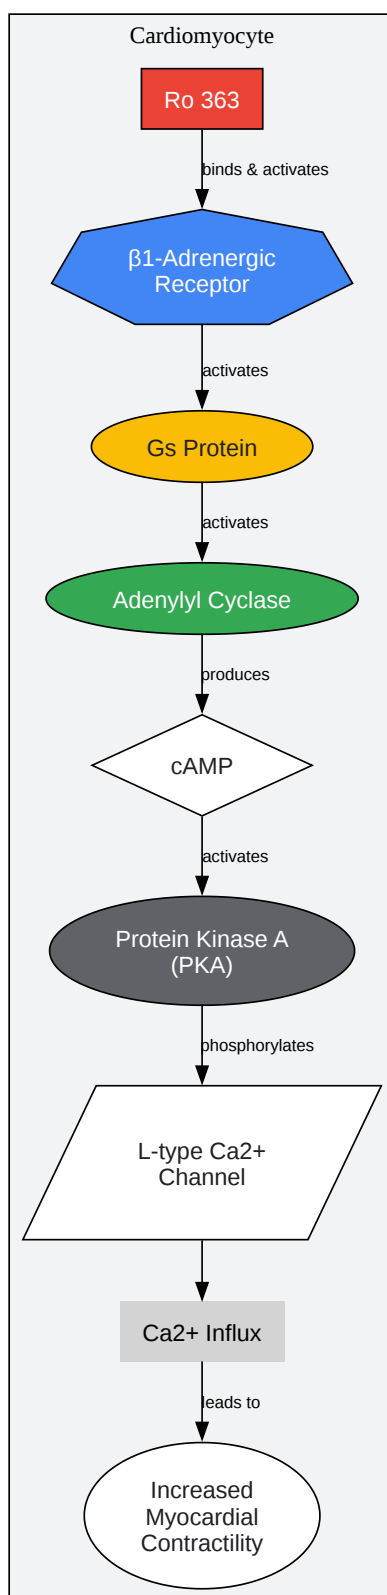 Cardiomyocyte
Ro 363
binds & activates
β1-Adrenergic
Receptor
activates
Gs Protein
activates
Adenylyl Cyclase
produces
cAMP
activates
Protein Kinase A
(PKA)
phosphorylates
L-type Ca2+
Channel
Ca2+ Influx
leads to
Increased
Myocardial
Contractility